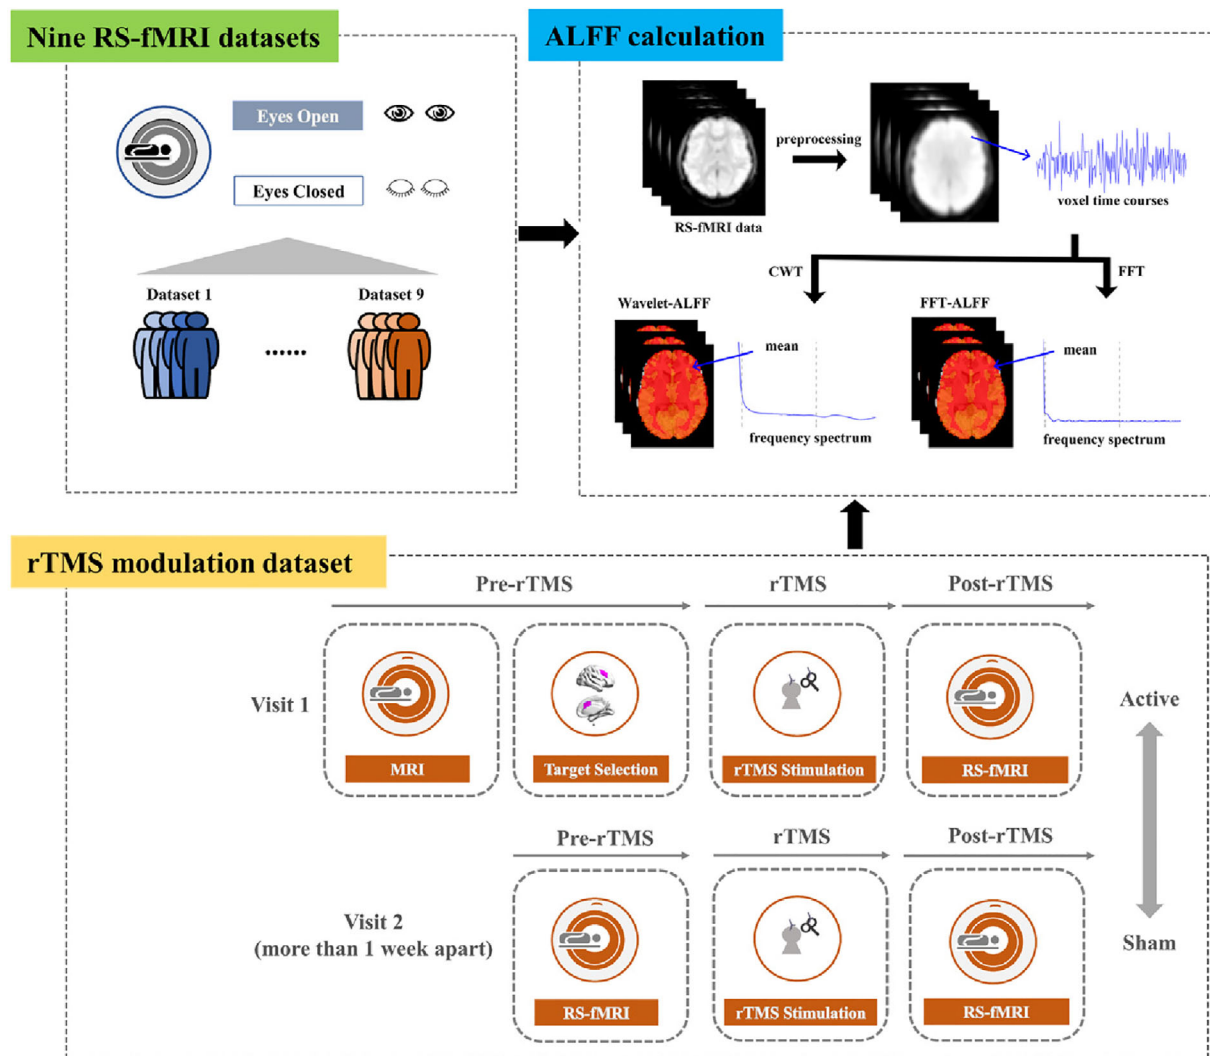 Nine RS-fMRI datasets
Eyes Open
Eyes Closed
Dataset 1
Dataset 9
......
ALFF calculation
preprocessing
RS-fMRI data
voxel time courses
CWT
FFT
Wavelet-ALFF
FFT-ALFF
mean
mean
frequency spectrum
frequency spectrum
rTMS modulation dataset
Pre-rTMS
rTMS
Post-rTMS
Visit 1
MRI
Target Selection
rTMS Stimulation
RS-fMRI
Active
Pre-rTMS
rTMS
Post-rTMS
Visit 2
(more than 1 week apart)
RS-fMRI
rTMS Stimulation
RS-fMRI
Sham